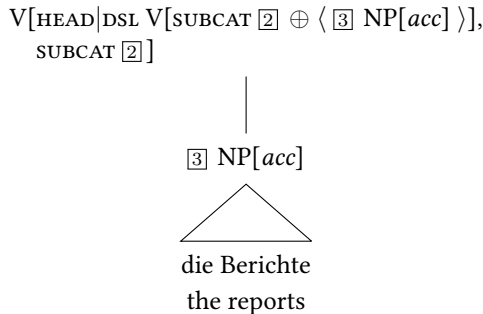 V[HEAD|DSL V[SUBCAT 2 ⊕ ⟨ 3 NP[acc] ⟩],
SUBCAT 2]
3 NP[acc]
die Berichte
the reports